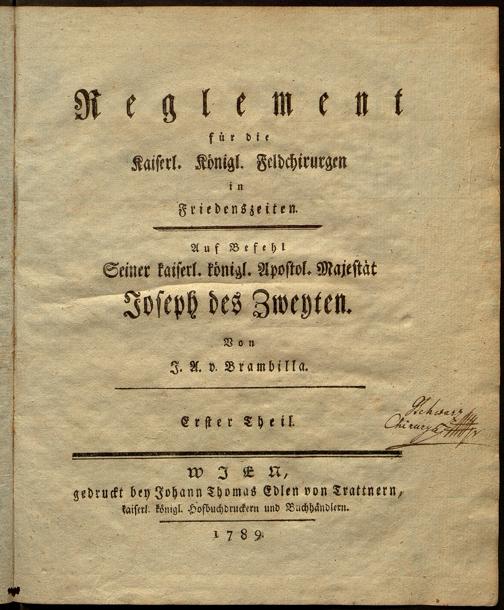 Reglement
für die
Kaiserl. Königl. Feldchirurgen
in
Friedenszeiten.
Auf Befehl
Seiner kaiserl. königl. Apostol. Majestät
Joseph des Zweyten.
Von
J. A. v. Brambilla.
Erster Theil.
WIEN,
gedruckt bey Johann Thomas Edlen von Trattnern,
kaiserl. königl. Hofbuchdruckern und Buchhändlern.
1789.